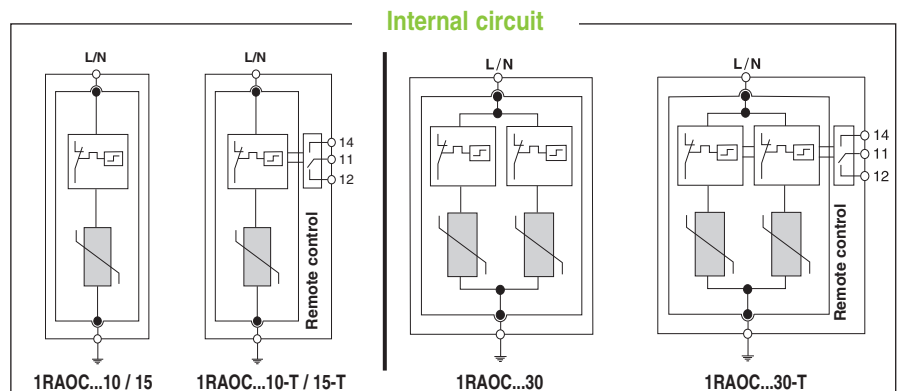 Internal circuit
L/N
L/N
L/N
L/N
14
11
12
Remote control
14
11
12
Remote control
1RAOC...10 / 15
1RAOC...10-T / 15-T
1RAOC...30
1RAOC...30-T